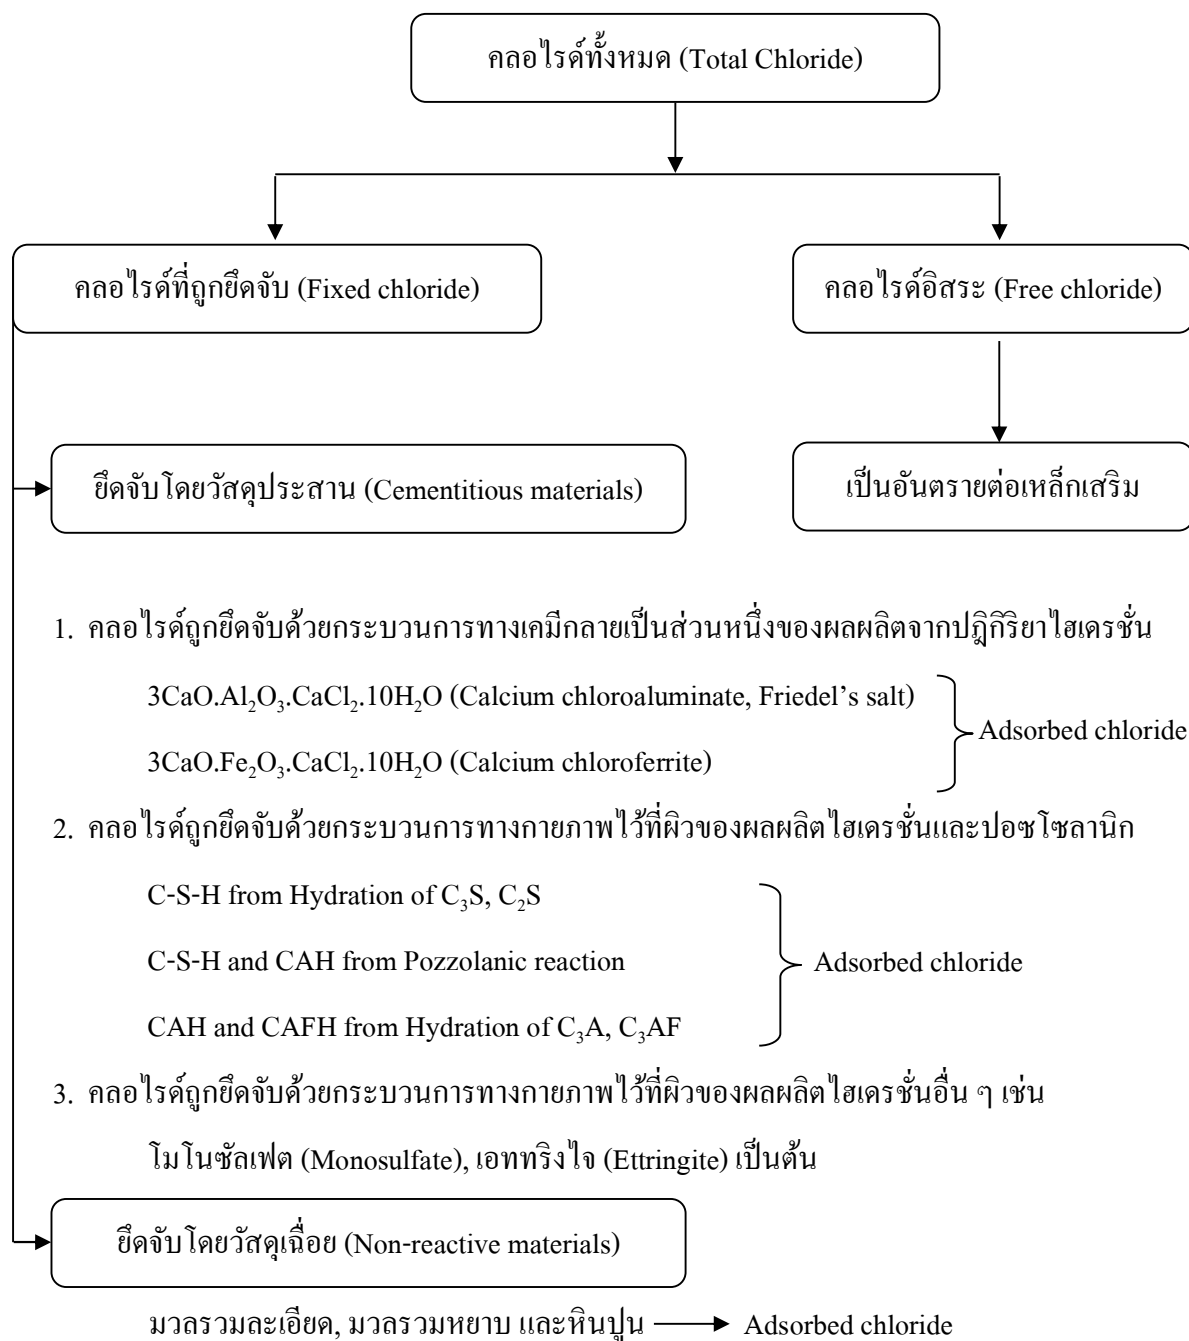 คลอไรด์ทั้งหมด (Total Chloride)
คลอไรด์ที่ถูกยึดจับ (Fixed chloride)
คลอไรด์อิสระ (Free chloride)
ยึดจับโดยวัสดุประสาน (Cementitious materials)
เป็นอันตรายต่อเหล็กเสริม
1. คลอไรด์ถูกยึดจับด้วยกระบวนการทางเคมีกลายเป็นส่วนหนึ่งของผลผลิตจากปฎิกิริยาไฮเดรชั่น
3CaO.Al₂O₃.CaCl₂.10H₂O (Calcium chloroaluminate, Friedel’s salt)
Adsorbed chloride
3CaO.Fe₂O₃.CaCl₂.10H₂O (Calcium chloroferrite)
2. คลอไรด์ถูกยึดจับด้วยกระบวนการทางกายภาพไว้ที่ผิวของผลผลิตไฮเดรชั่นและปอซโซลานิก
C-S-H from Hydration of C₃S, C₂S
C-S-H and CAH from Pozzolanic reaction
Adsorbed chloride
CAH and CAFH from Hydration of C₃A, C₃AF
3. คลอไรด์ถูกยึดจับด้วยกระบวนการทางกายภาพไว้ที่ผิวของผลผลิตไฮเดรชั่นอื่น ๆ เช่น
โมโนซัลเฟต (Monosulfate), เอททริงไจ (Ettringite) เป็นต้น
ยึดจับโดยวัสดุเฉื่อย (Non-reactive materials)
มวลรวมละเอียด, มวลรวมหยาบ และหินปูน ⟶ Adsorbed chloride